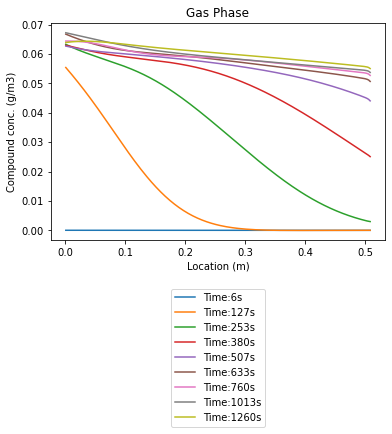 Gas Phase
Compound conc. (g/m3)
0.07
0.06
0.05
0.04
0.03
0.02
0.01
0.00
0.0 0.1 0.2 0.3 0.4 0.5
Location (m)
Time:6s
Time:127s
Time:253s
Time:380s
Time:507s
Time:633s
Time:760s
Time:1013s
Time:1260s